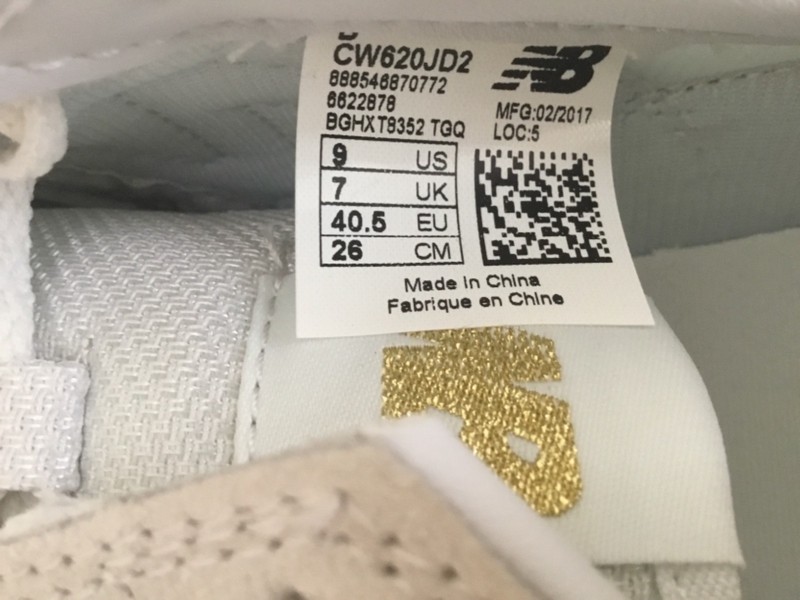 CW620JD2
888546870772
6622878
BGHXT8352 TGQ
NB
MFG:02/2017
LOC:5
9 US
7 UK
40.5 EU
26 CM
Made in China
Fabrique en Chine